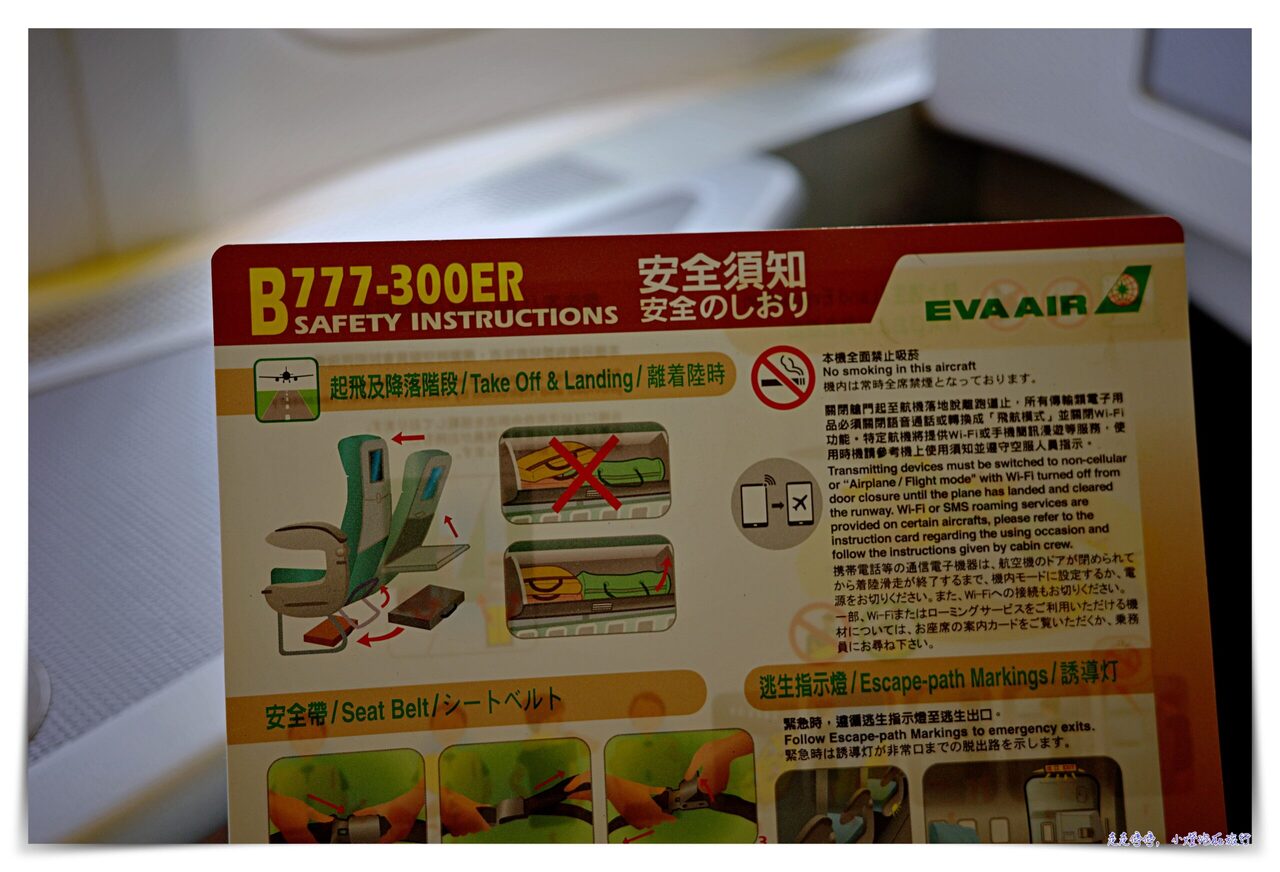 B777-300ER
SAFETY INSTRUCTIONS
安全須知
安全のしおり
EVA AIR
起飛及降落階段/Take Off & Landing/離着陸時
本機全面禁止吸菸
No smoking in this aircraft
機内は常時全席禁煙となっております。
關閉艙門起至航機落地脫離跑道止，所有傳輸類電子用
品必須關閉語音通話或轉換成「飛航模式」並關閉Wi-Fi
功能。特定航機將提供Wi-Fi或手機簡訊漫遊等服務，使
用時機請參考機上使用須知並遵守空服人員指示。
Transmitting devices must be switched to non-cellular
or “Airplane / Flight mode” with Wi-Fi turned off from
door closure until the plane has landed and cleared
the runway. Wi-Fi or SMS roaming services are
provided on certain aircrafts, please refer to the
instruction card regarding the using occasion and
follow the instructions given by cabin crew.
携帯電話等の通信電子機器は、航空機のドアが閉められて
から着陸滑走が終了するまで、機内モードに設定するか、電
源をお切りください。また、Wi-Fiへの接続もお切りください。
一部、Wi-Fiまたはローミングサービスをご利用いただける機
材については、お座席の案内カードをご覧いただくか、乗務
員にお尋ね下さい。
安全帶/Seat Belt/シートベルト
逃生指示燈/Escape-path Markings/誘導灯
緊急時，遵循逃生指示燈至逃生出口。
Follow Escape-path Markings to emergency exits.
緊急時は誘導灯が非常口までの脱出路を示します。
3